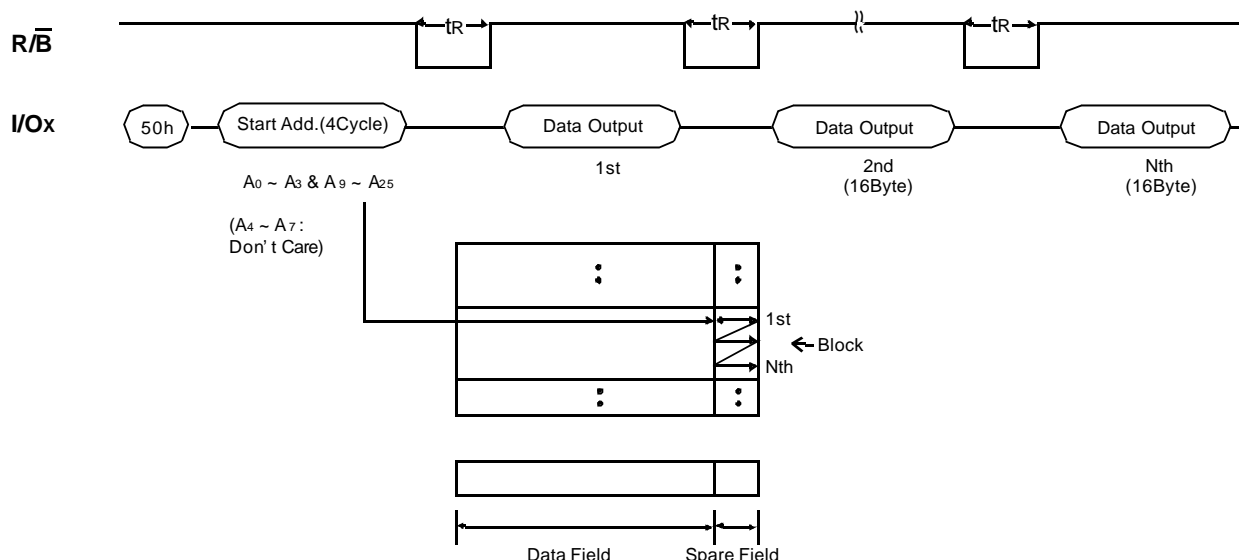 R/B tR tR tR
I/Ox 50h Start Add.(4Cycle) Data Output Data Output Data Output
1st 2nd Nth
(16Byte) (16Byte)
A0 ~ A3 & A9 ~ A25
(A4 ~ A7 :
Don't Care)
1st
Block
Nth
Data Field Spare Field